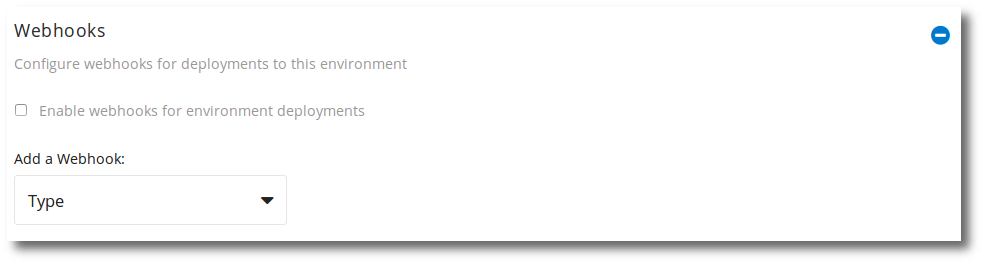 Webhooks
Configure webhooks for deployments to this environment
Enable webhooks for environment deployments
Add a Webhook:
Type